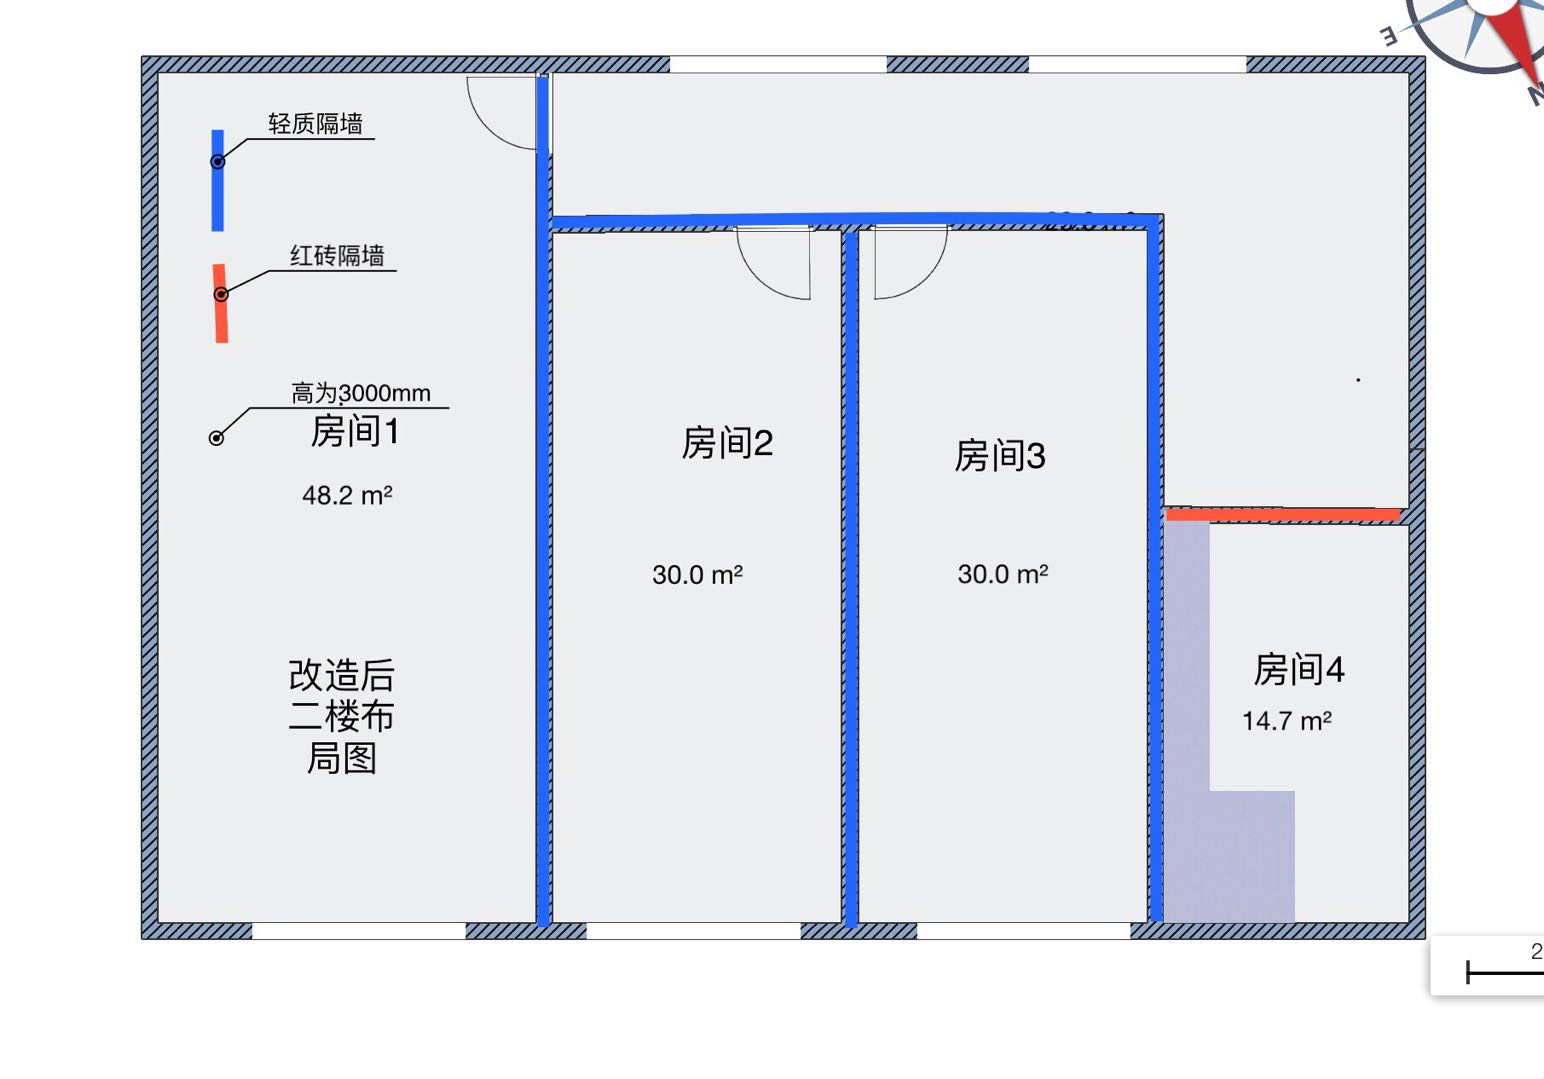 E
N
轻质隔墙
红砖隔墙
高为3000mm
房间1
48.2 m²
房间2
30.0 m²
房间3
30.0 m²
房间4
14.7 m²
改造后
二楼布
局图
2